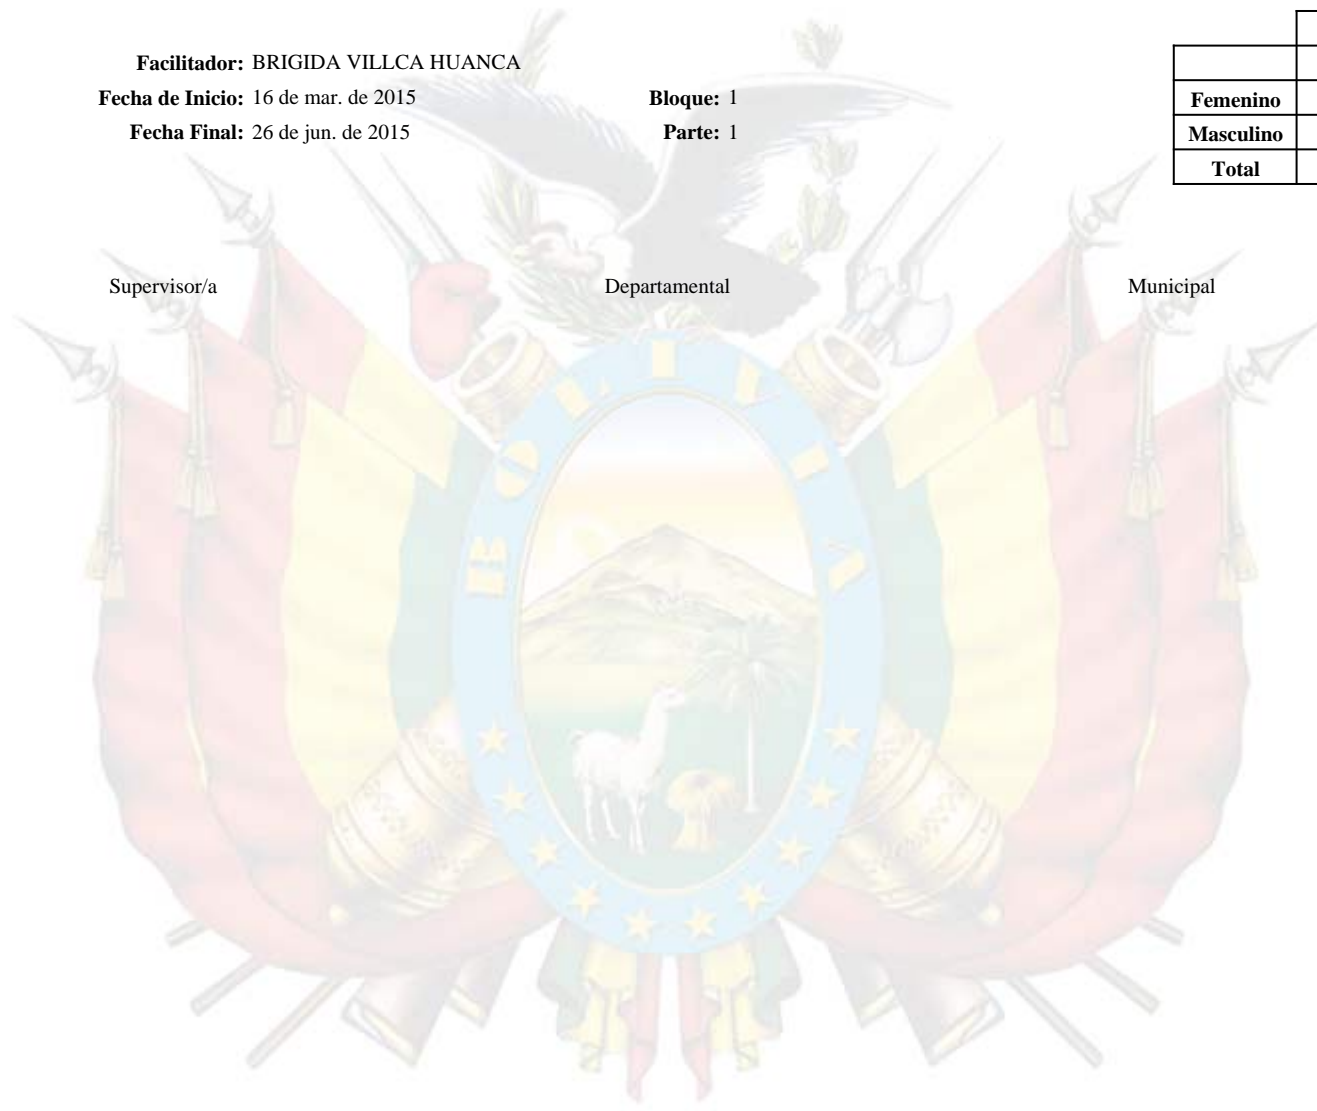 Facilitador: BRIGIDA VILLCA HUANCA
Fecha de Inicio: 16 de mar. de 2015 Bloque: 1
Femenino
Fecha Final: 26 de jun. de 2015 Parte: 1
Masculino
Total
Supervisor/a Departamental Municipal
BOLIVIA